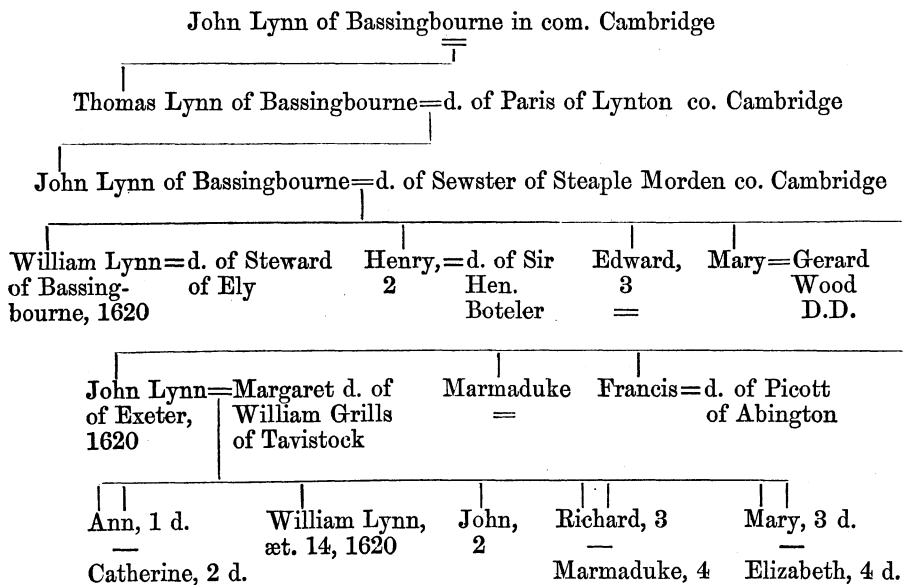 John Lynn of Bassingbourne in com. Cambridge
Thomas Lynn of Bassingbourne=d. of Paris of Lynton co. Cambridge
John Lynn of Bassingbourne=d. of Sewster of Steaple Morden co. Cambridge
William Lynn=d. of Steward Henry,=d. of Sir Edward, Mary=Gerard
of Bassing- of Ely 2 Hen. 3 Wood
bourne, 1620 Boteler = D.D.
John Lynn=Margaret d. of Marmaduke Francis=d. of Picott
of Exeter, William Grills = of Abington
1620 of Tavistock
Ann, 1 d. William Lynn, John, Richard, 3 Mary, 3 d.
— æt. 14, 1620 2 — —
Catherine, 2 d. Marmaduke, 4 Elizabeth, 4 d.